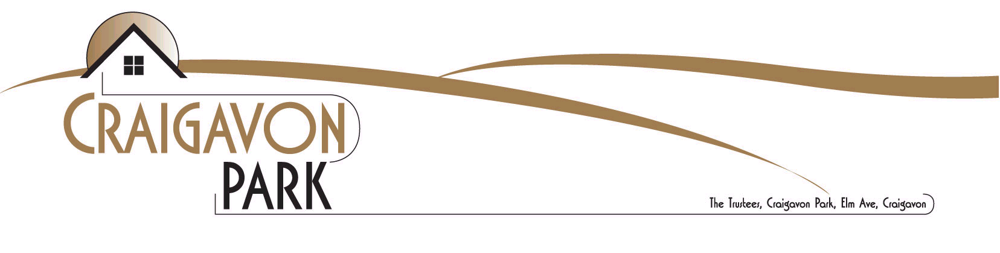 CRAIGAVON
PARK
The Trustees, Craigavon Park, Elm Ave, Craigavon